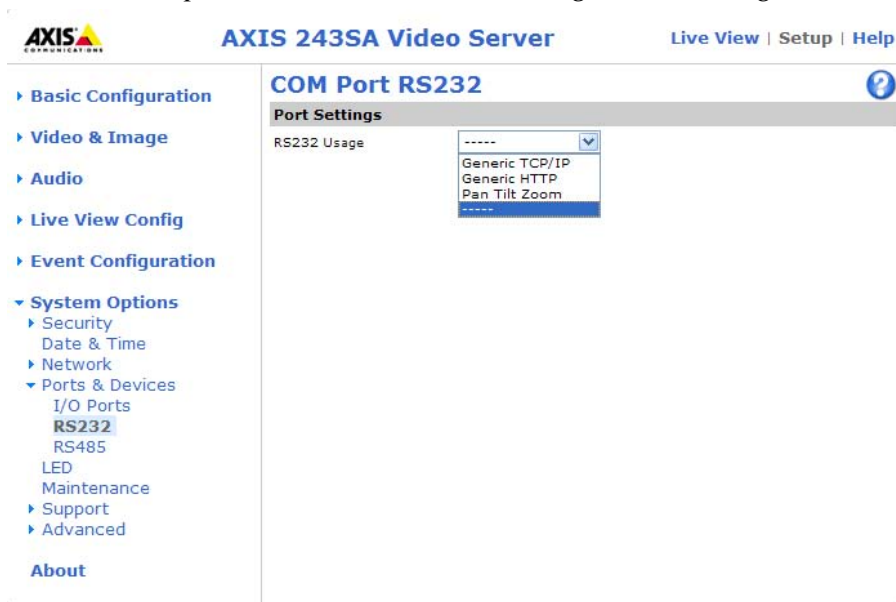 AXIS
COMMUNICATIONS
AXIS 243SA Video Server
Live View | Setup | Help
Basic Configuration
Video & Image
Audio
Live View Config
Event Configuration
System Options
Security
Date & Time
Network
Ports & Devices
I/O Ports
RS232
RS485
LED
Maintenance
Support
Advanced
About
COM Port RS232
?
Port Settings
RS232 Usage
-----
Generic TCP/IP
Generic HTTP
Pan Tilt Zoom
-----